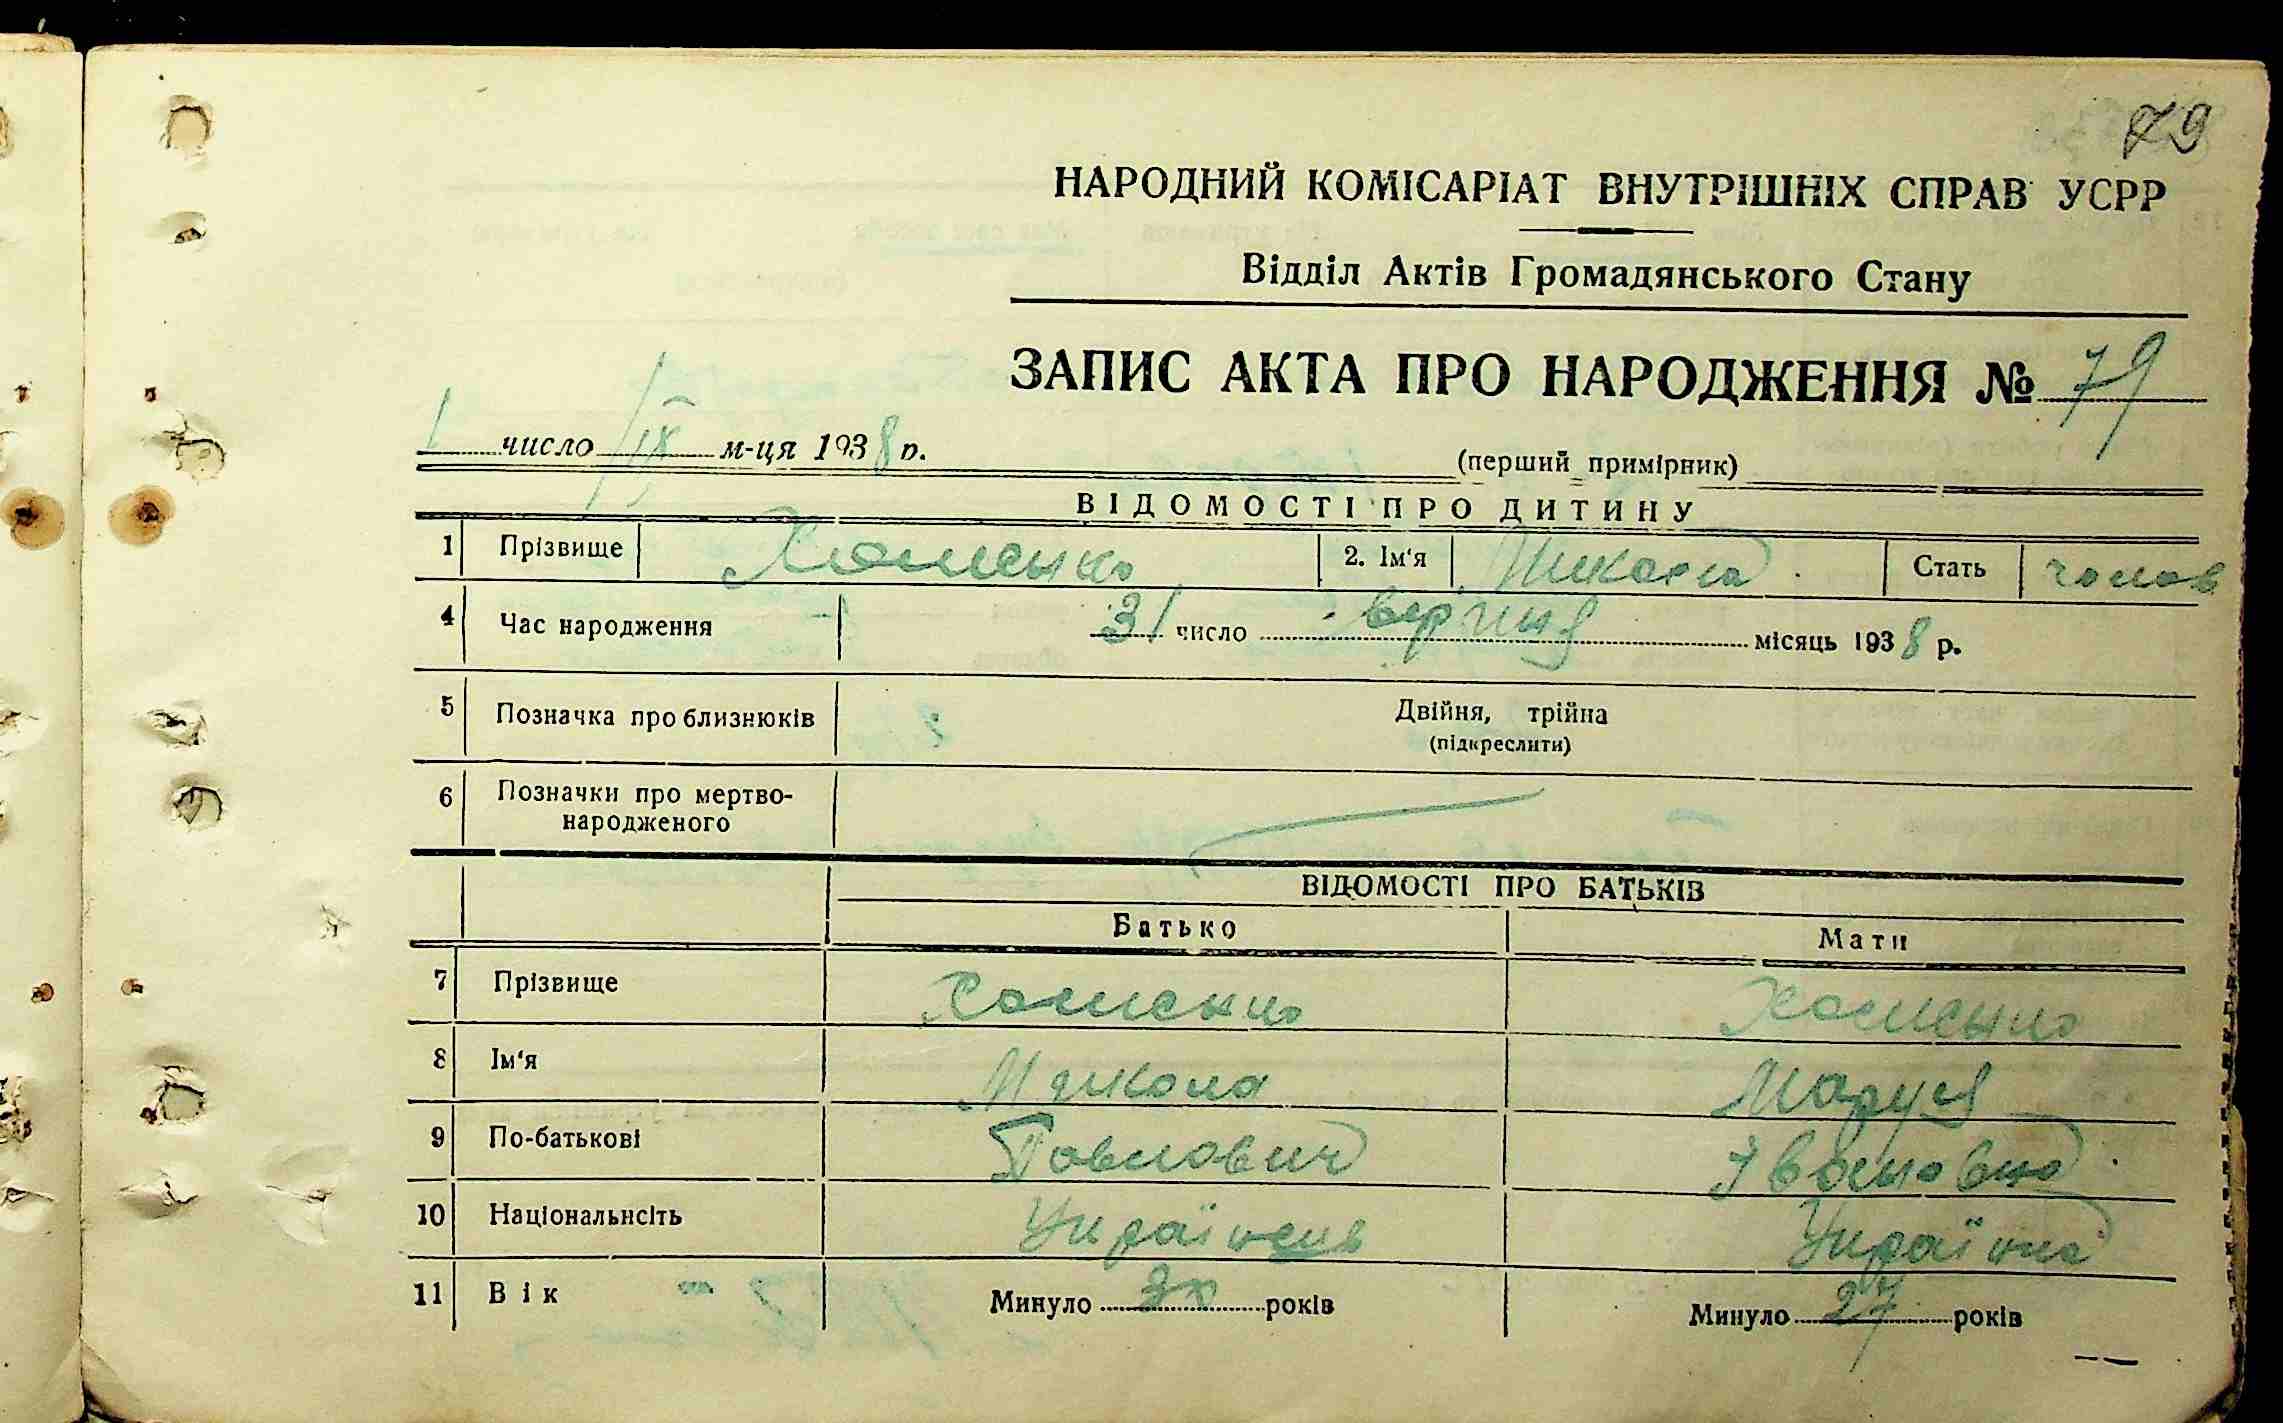 79
НАРОДНИЙ КОМІСАРІАТ ВНУТРІШНІХ СПРАВ УСРР
Відділ Актів Громадянського Стану
ЗАПИС АКТА ПРО НАРОДЖЕННЯ № 79
1 число IX м-ця 1938 р.
(перший примірник)
ВІДОМОСТІ ПРО ДИТИНУ
1 Прізвище Хоменко 2. Ім'я Микола Стать чолов
4 Час народження 31 число серпня місяць 1938 р.
5 Позначка про близнюків Двійня, трійна
(підкреслити)
6 Позначки про мертво-
народженого
ВІДОМОСТІ ПРО БАТЬКІВ
Батько Мати
7 Прізвище Хоменко Хоменко
8 Ім'я Микола Маруся
9 По-батькові Павлович Івановна
10 Національнсіть Українець Українка
11 Вік Минуло років Минуло 27 років